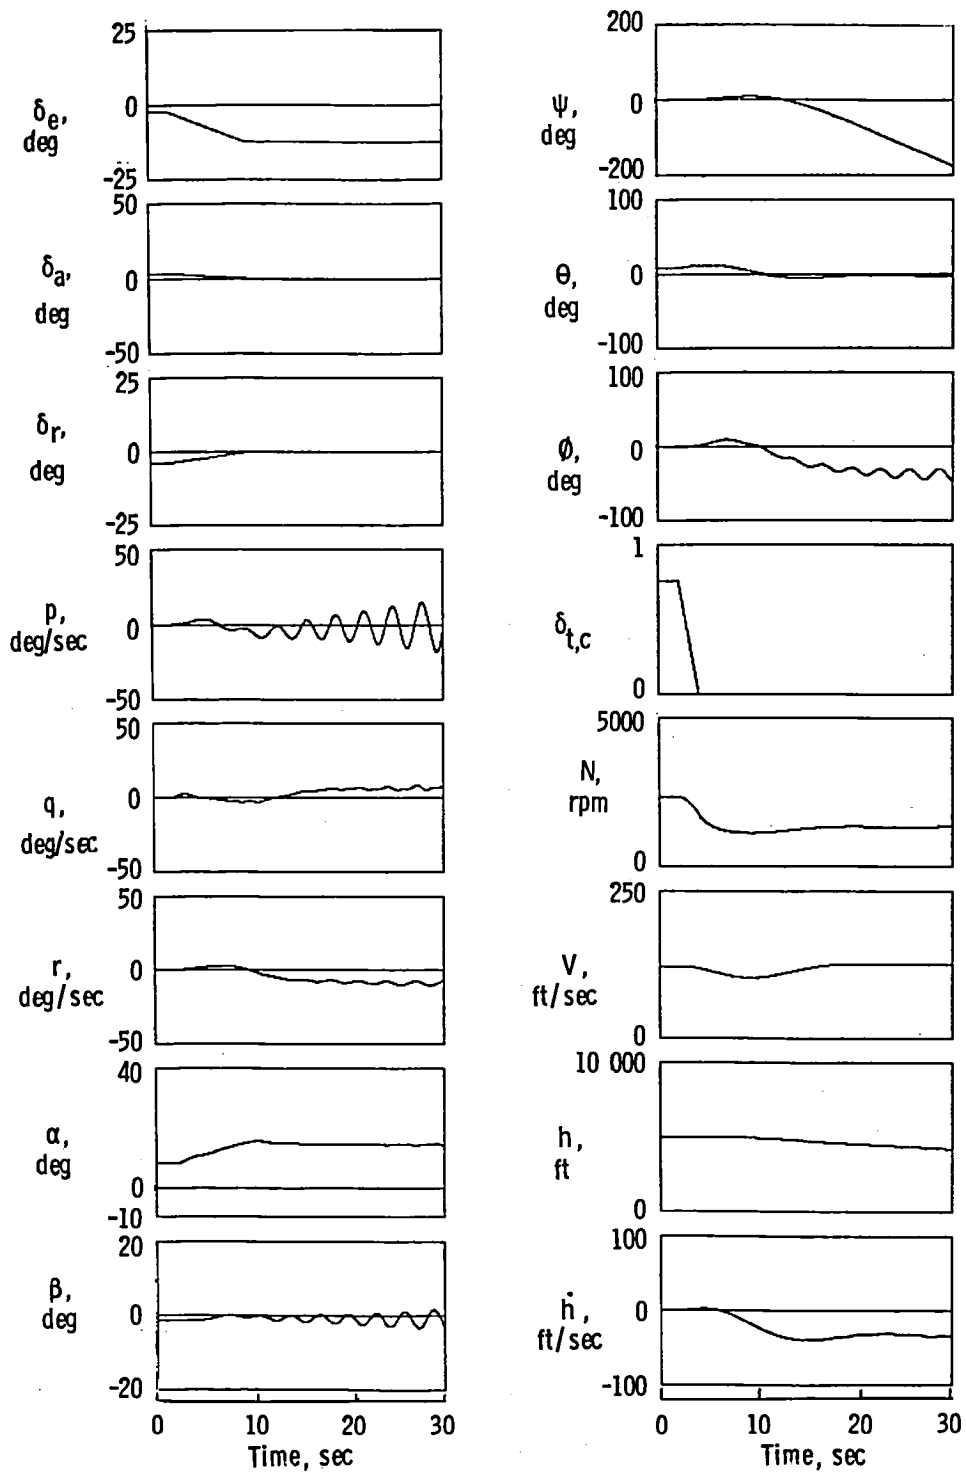 25
δe,
deg
0
-25
50
δa,
deg
0
-50
25
δr,
deg
0
-25
50
p,
deg/sec
0
-50
50
q,
deg/sec
0
-50
50
r,
deg/sec
0
-50
40
α,
deg
0
-10
20
β,
deg
0
-20
0 10 20 30
Time, sec
200
ψ,
deg
0
-200
100
θ,
deg
0
-100
100
ø,
deg
0
-100
1
δt,c
0
5000
N,
rpm
0
250
V,
ft/sec
0
10 000
h,
ft
0
100
ḣ,
ft/sec
0
-100
0 10 20 30
Time, sec